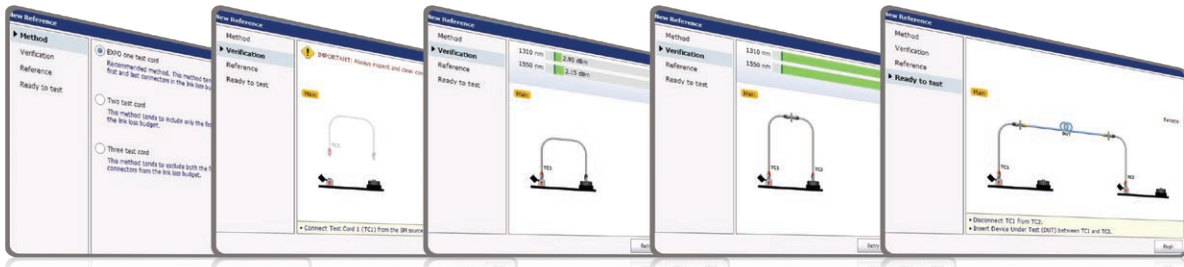 New Reference
Method
Verification
Reference
Ready to test
EXFO one test cord
Recommended method. This method
first and last connectors in the link loss
Two test cord
This method tends to include only the
the link loss budget.
Three test cord
This method tends to exclude both the
connectors from the link loss budget.
New Reference
Method
Verification
Reference
Ready to test
IMPORTANT: Always inspect and clean
Main
TC1
• Connect Test Cord 1 (TC1) from the SM source
New Reference
Method
Verification
Reference
Ready to test
1310 nm 2.90 dBm
1550 nm 2.15 dBm
Main
TC1
New Reference
Method
Verification
Reference
Ready to test
1310 nm
1550 nm
Main
TC1 TC2
Retry
New Reference
Method
Verification
Reference
Ready to test
Main
Remote
DUT
TC1
TC2
• Disconnect TC1 from TC2.
• Insert Device Under Test (DUT) between TC1 and TC2.